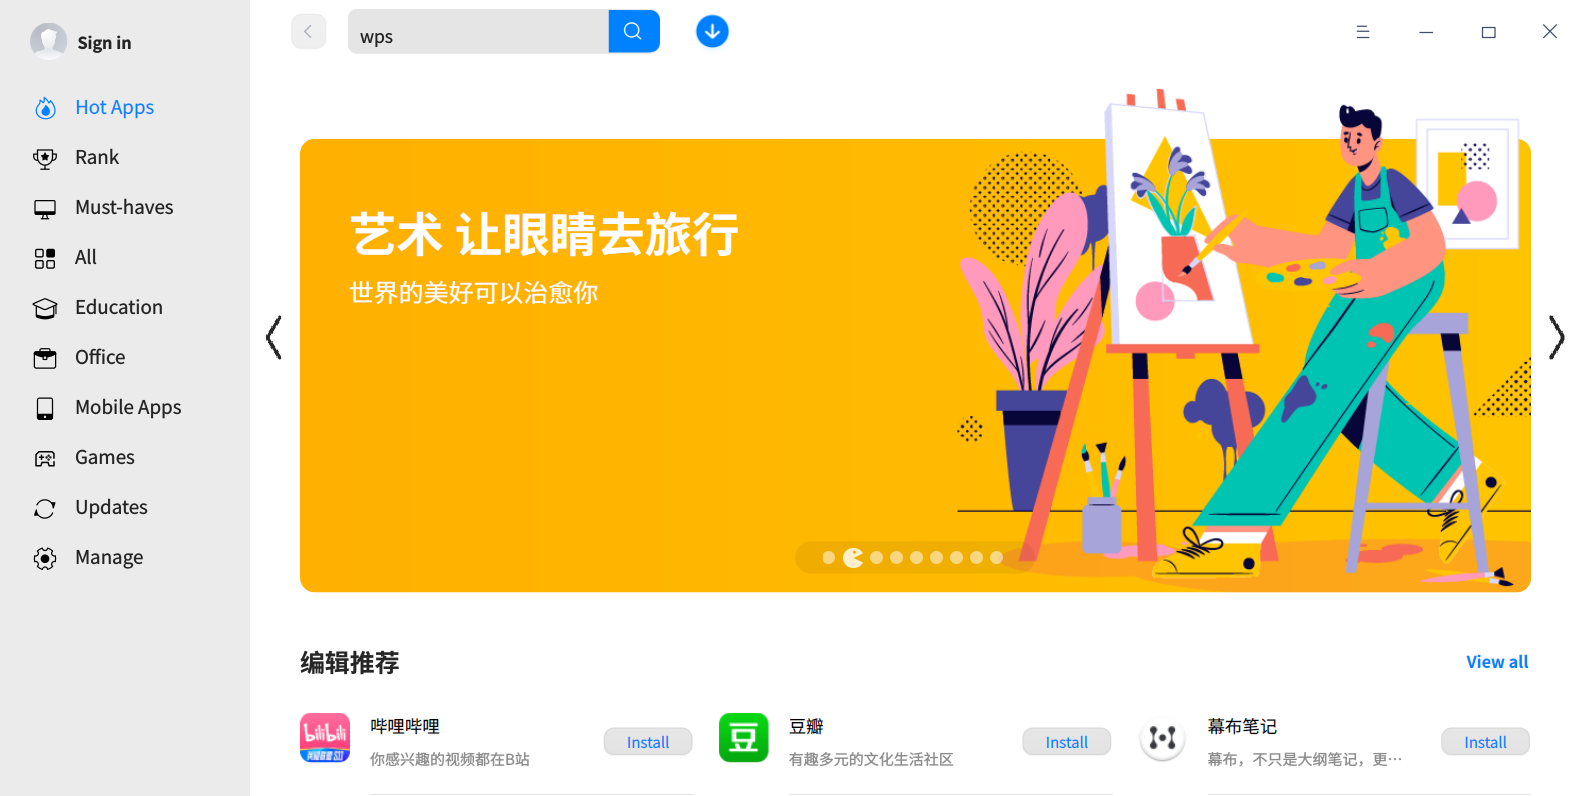 Sign in
wps
Hot Apps
Rank
Must-haves
All
Education
Office
Mobile Apps
Games
Updates
Manage
艺术 让眼睛去旅行
世界的美好可以治愈你
编辑推荐
View all
bilibili
哔哩哔哩
你感兴趣的视频都在B站
Install
豆
豆瓣
有趣多元的文化生活社区
Install
幕布笔记
幕布，不只是大纲笔记，更…
Install